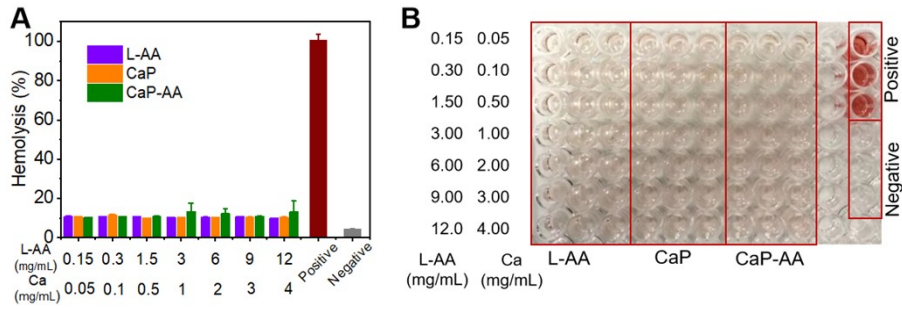 A
Hemolysis (%)
100
80
60
40
20
0
L-AA
CaP
CaP-AA
L-AA
(mg/mL)
0.15 0.3 1.5 3 6 9 12 Positive Negative
Ca
(mg/mL)
0.05 0.1 0.5 1 2 3 4
B
0.15 0.05
0.30 0.10
1.50 0.50
3.00 1.00
6.00 2.00
9.00 3.00
12.0 4.00
L-AA Ca
(mg/mL) (mg/mL)
L-AA CaP CaP-AA
Positive
Negative